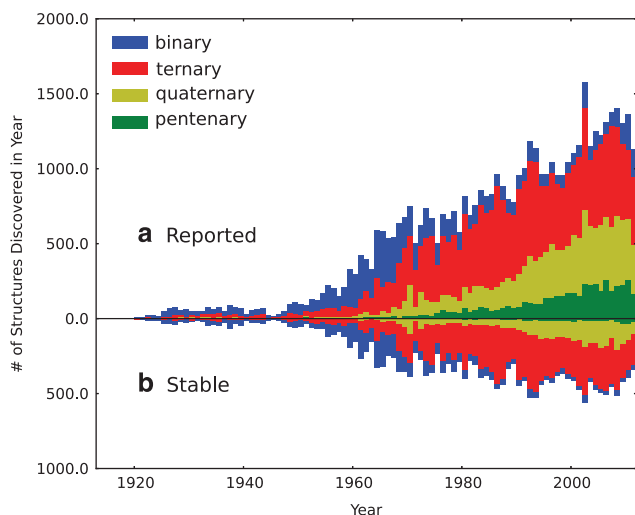 2000.0
1500.0
1000.0
500.0
0.0
500.0
1000.0
# of Structures Discovered in Year
binary
ternary
quaternary
pentenary
a Reported
b Stable
1920 1940 1960 1980 2000
Year